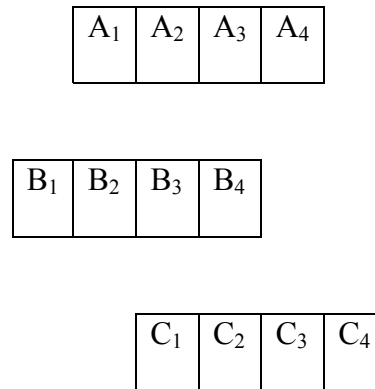 A₁ A₂ A₃ A₄
B₁ B₂ B₃ B₄
C₁ C₂ C₃ C₄